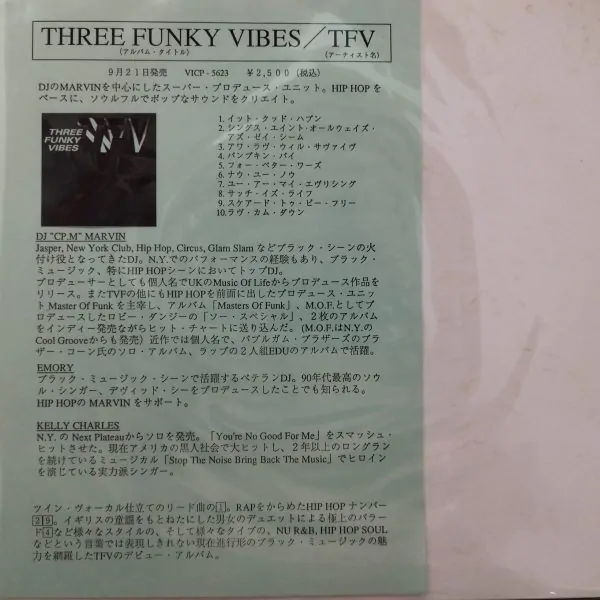 THREE FUNKY VIBES／TFV
(アルバム・タイトル) (アーティスト名)
9月21日発売 VICP-5623 ￥2,500 (税込)
DJのMARVINを中心にしたスーパー・プロデュース・ユニット。HIP HOPを
ベースに、ソウルフルでポップなサウンドをクリエイト。
THREE
FUNKY
VIBES
1. イット・クッド・ハプン
2. シングス・エイント・オールウェイズ・
アズ・ゼイ・シーム
3. アワ・ラヴ・ウィル・サヴァイヴ
4. パンプキン・パイ
5. フォー・ベター・ワーズ
6. ナウ・ユー・ノウ
7. ユー・アー・マイ・エヴリシング
8. サッチ・イズ・ライフ
9. スケアード・トゥ・ビー・フリー
10. ラヴ・カム・ダウン
DJ "CP.M" MARVIN
Jasper, New York Club, Hip Hop, Circus, Glam Slam などブラック・シーンの火
付け役となってきたDJ。N.Y.でのパフォーマンスの経験もあり、ブラック・
ミュージック、特にHIP HOPシーンにおいてトップDJ。
プロデューサーとしても個人名でUKのMusic Of Lifeからプロデュース作品を
リリース。またTVFの他にもHIP HOPを前面に出したプロデュース・ユニッ
ト Master Of Funk を主宰し、アルバム「Masters Of Funk」、M.O.F.としてプ
ロデュースしたロビー・ダンジーの「ソー・スペシャル」、2枚のアルバム
をインディー発売ながらヒット・チャートに送り込んだ。(M.O.F.はN.Y.の
Cool Grooveからも発売) 近作では個人名で、バブルガム・ブラザーズのブラ
ザー・コーン氏のソロ・アルバム、ラップの2人組EDUのアルバムで活躍。
EMORY
ブラック・ミュージック・シーンで活躍するベテランDJ。90年代最高のソウ
ル・シンガー、デヴィッド・シーをプロデュースしたことでも知られる。
HIP HOPの MARVIN をサポート。
KELLY CHARLES
N.Y. の Next Plateauからソロを発売。「You're No Good For Me」をスマッシュ・
ヒットさせた。現在アメリカの黒人社会で大ヒットし、2年以上のロングラン
を続けているミュージカル「Stop The Noise Bring Back The Music」でヒロイン
を演じている実力派シンガー。
ツイン・ヴォーカル仕立てのリード曲の1。RAPをからめたHIP HOP ナンバー
2 9。イギリスの童謡をもとねたにした男女のデュエットによる極上のバラー
ド4など様々なスタイルの、そして様々なタイプの、NU R&B, HIP HOP SOUL
などという言葉では表現しきれない現在進行形のブラック・ミュージックの魅
力を網羅したTFVのデビュー・アルバム。